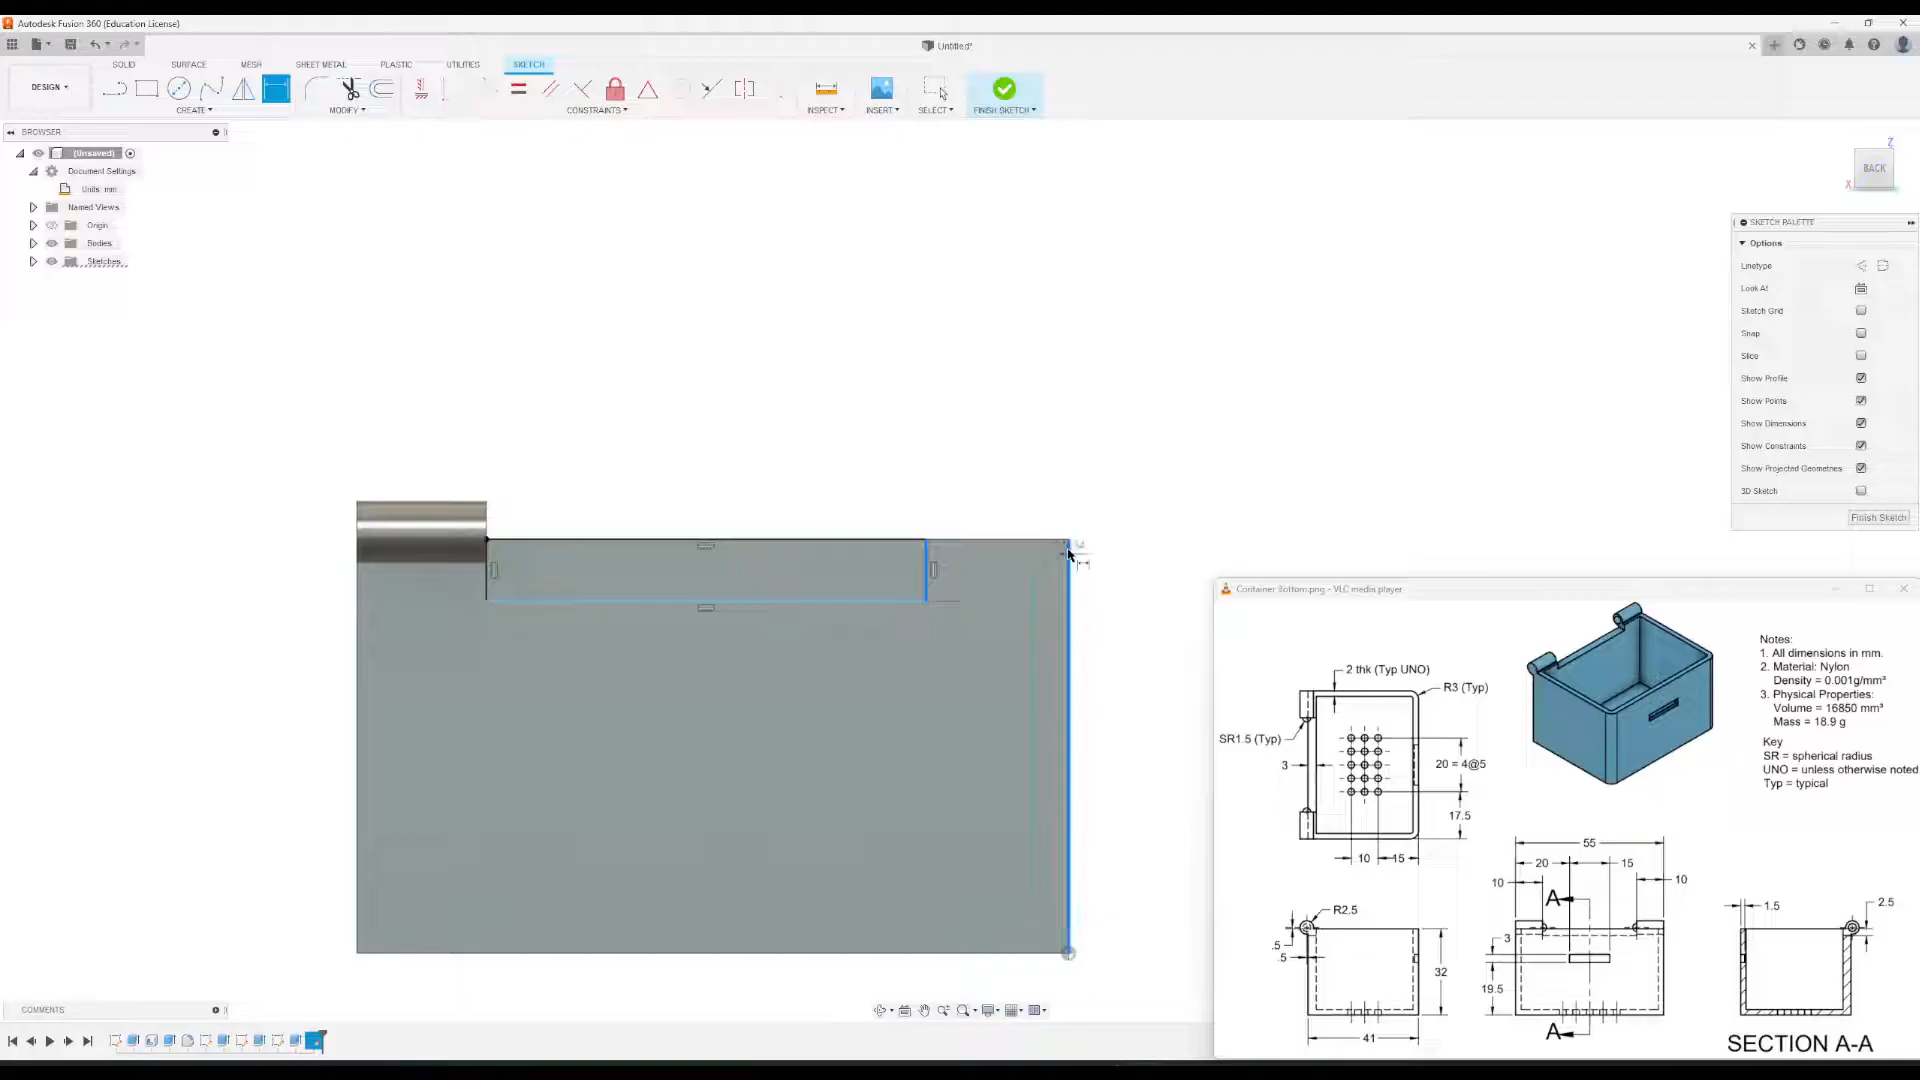 Autodesk Fusion 360 (Education License)
Untitled*
SOLID
SURFACE
MESH
SHEET METAL
PLASTIC
UTILITIES
SKETCH
DESIGN
CREATE
MODIFY
CONSTRAINTS
INSPECT
INSERT
SELECT
FINISH SKETCH
BROWSER
(Unsaved)
Document Settings
Units mm
Named Views
Origin
Bodies
Sketches
Z
BACK
X
SKETCH PALETTE
Options
Linetype
Look At
Sketch Grid
Snap
Slice
Show Profile
Show Points
Show Dimensions
Show Constraints
Show Projected Geometries
3D Sketch
Finish Sketch
Container Bottom.png - VLC media player
2 thk (Typ UNO)
R3 (Typ)
SR1.5 (Typ)
3
20 = 4@5
17.5
10
15
Notes:
1. All dimensions in mm.
2. Material: Nylon
Density = 0.001g/mm³
3. Physical Properties:
Volume = 16850 mm³
Mass = 18.9 g
Key
SR = spherical radius
UNO = unless otherwise noted
Typ = typical
55
20
15
10
10
A
R2.5
.5
.5
32
41
3
19.5
A
1.5
2.5
SECTION A-A
COMMENTS